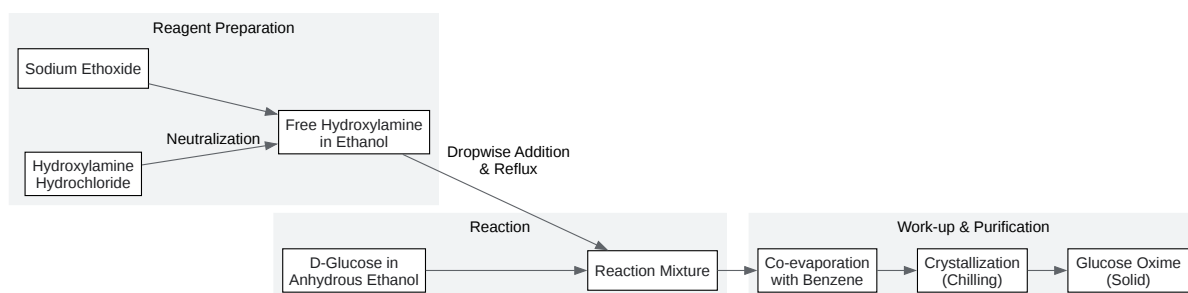 Reagent Preparation
Sodium Ethoxide
Neutralization
Hydroxylamine
Hydrochloride
Free Hydroxylamine
in Ethanol
Dropwise Addition
& Reflux
Reaction
D-Glucose in
Anhydrous Ethanol
Reaction Mixture
Work-up & Purification
Co-evaporation
with Benzene
Crystallization
(Chilling)
Glucose Oxime
(Solid)